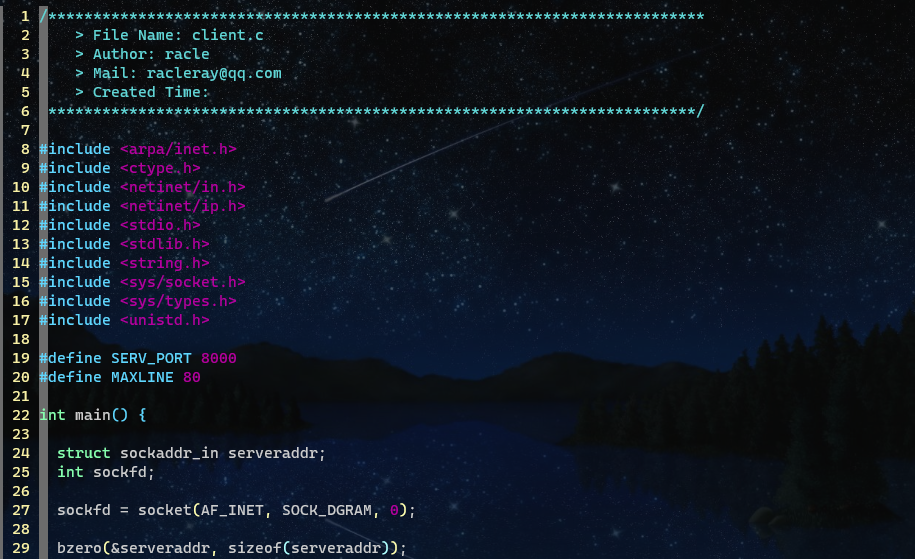 1 /*************************************************************************
2     > File Name: client.c
3     > Author: racle
4     > Mail: racleray@qq.com
5     > Created Time:
6  ************************************************************************/
7
8 #include <arpa/inet.h>
9 #include <ctype.h>
10 #include <netinet/in.h>
11 #include <netinet/ip.h>
12 #include <stdio.h>
13 #include <stdlib.h>
14 #include <string.h>
15 #include <sys/socket.h>
16 #include <sys/types.h>
17 #include <unistd.h>
18
19 #define SERV_PORT 8000
20 #define MAXLINE 80
21
22 int main() {
23
24   struct sockaddr_in serveraddr;
25   int sockfd;
26
27   sockfd = socket(AF_INET, SOCK_DGRAM, 0);
28
29   bzero(&serveraddr, sizeof(serveraddr));